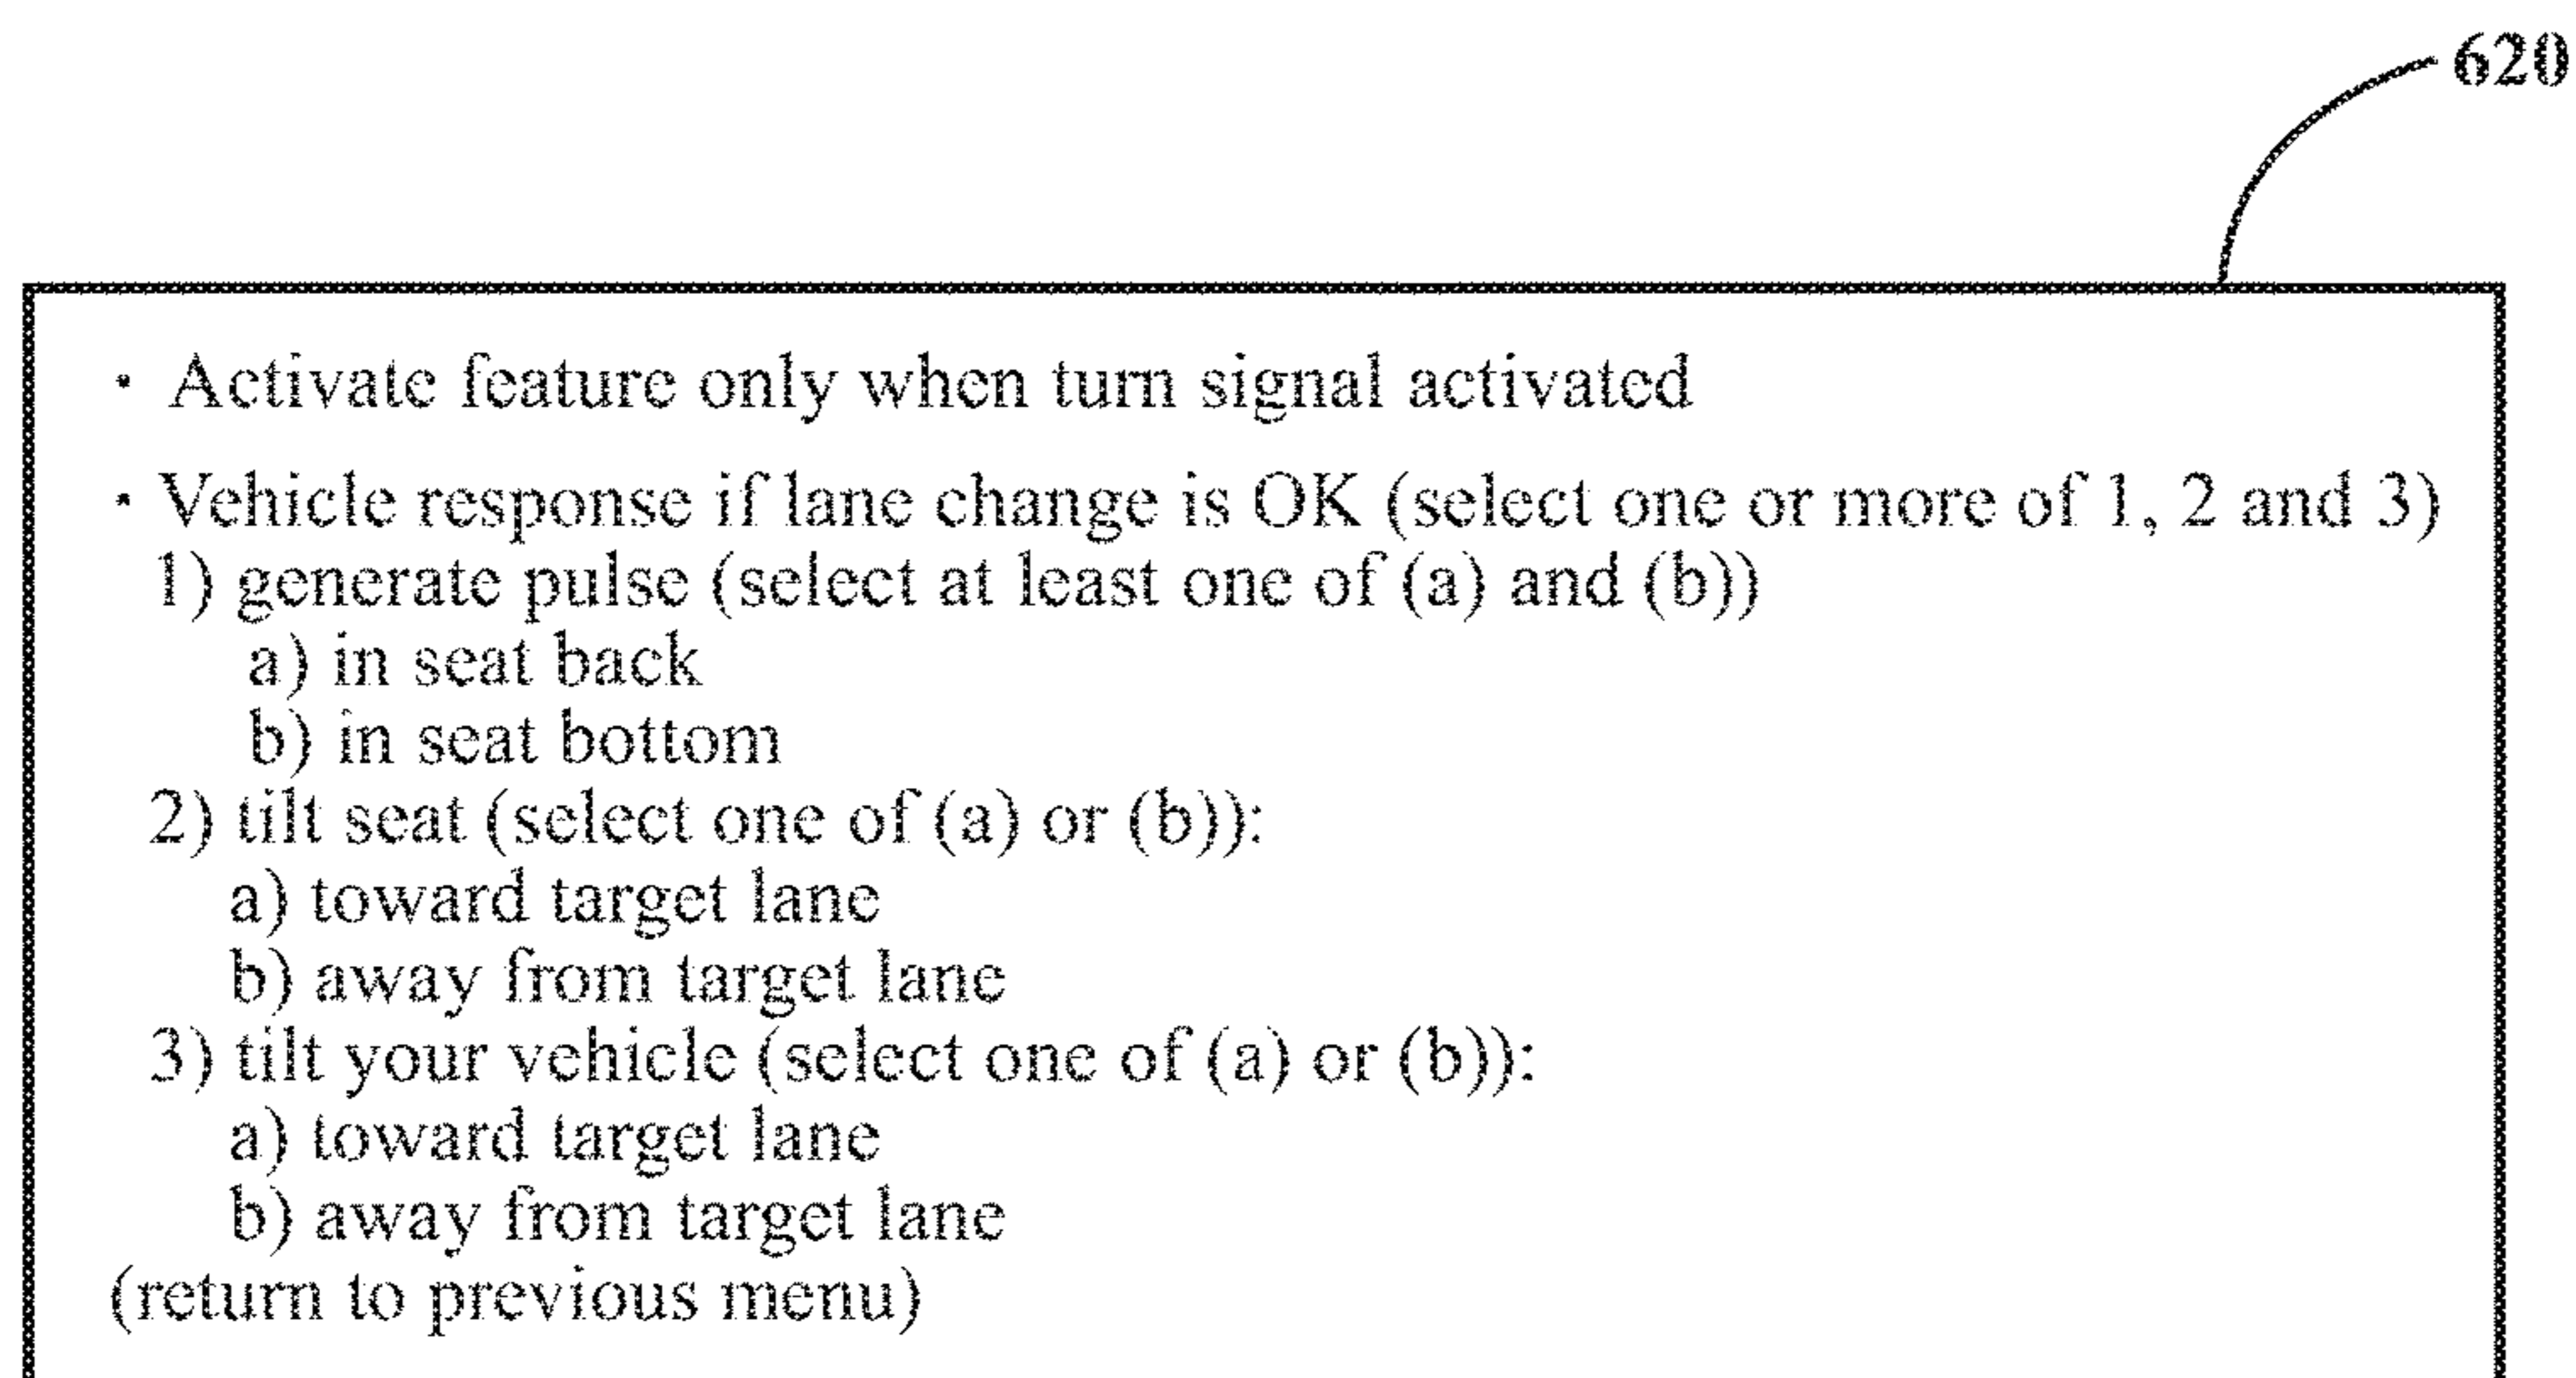 620
· Activate feature only when turn signal activated
· Vehicle response if lane change is OK (select one or more of 1, 2 and 3)
1) generate pulse (select at least one of (a) and (b))
a) in seat back
b) in seat bottom
2) tilt seat (select one of (a) or (b)):
a) toward target lane
b) away from target lane
3) tilt your vehicle (select one of (a) or (b)):
a) toward target lane
b) away from target lane
(return to previous menu)